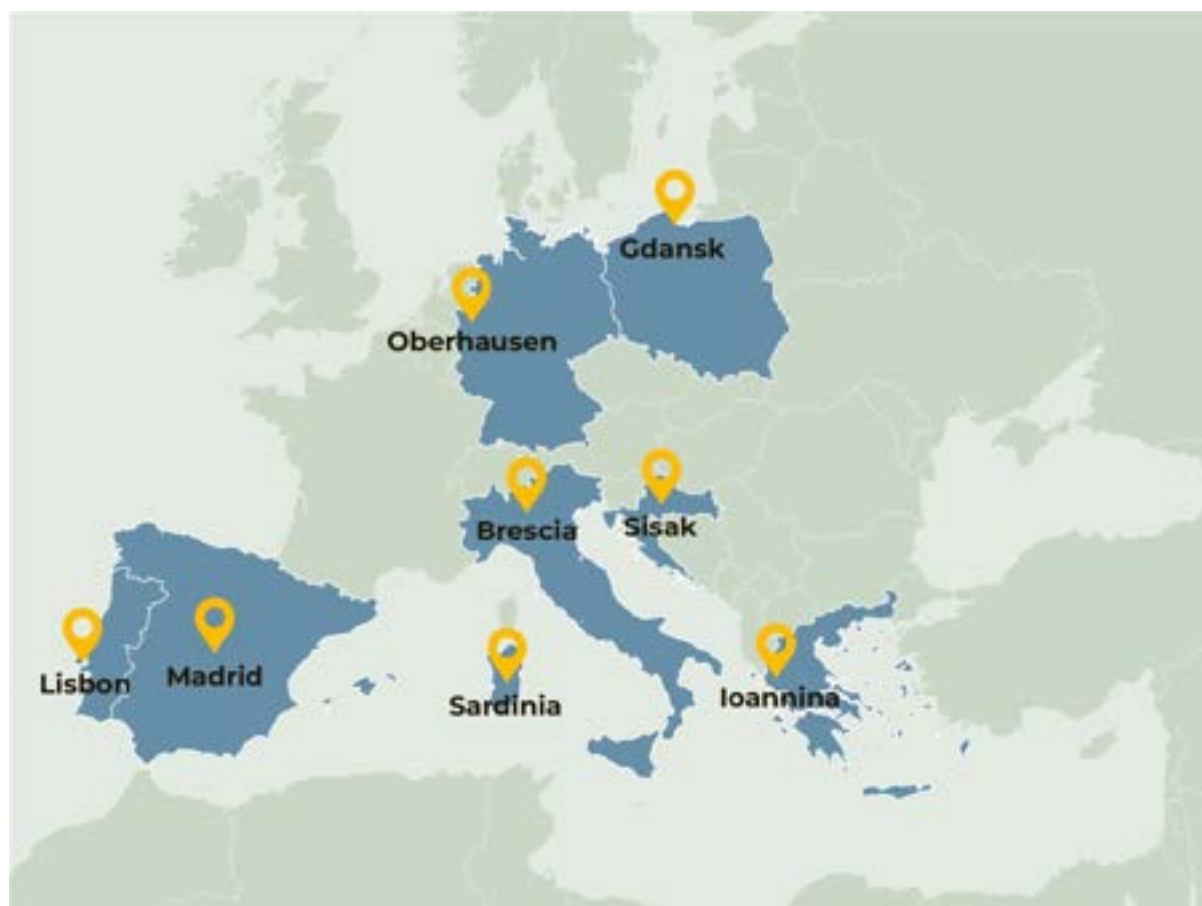 Gdansk
Oberhausen
Brescia
Sisak
Lisbon
Madrid
Sardinia
Ioannina